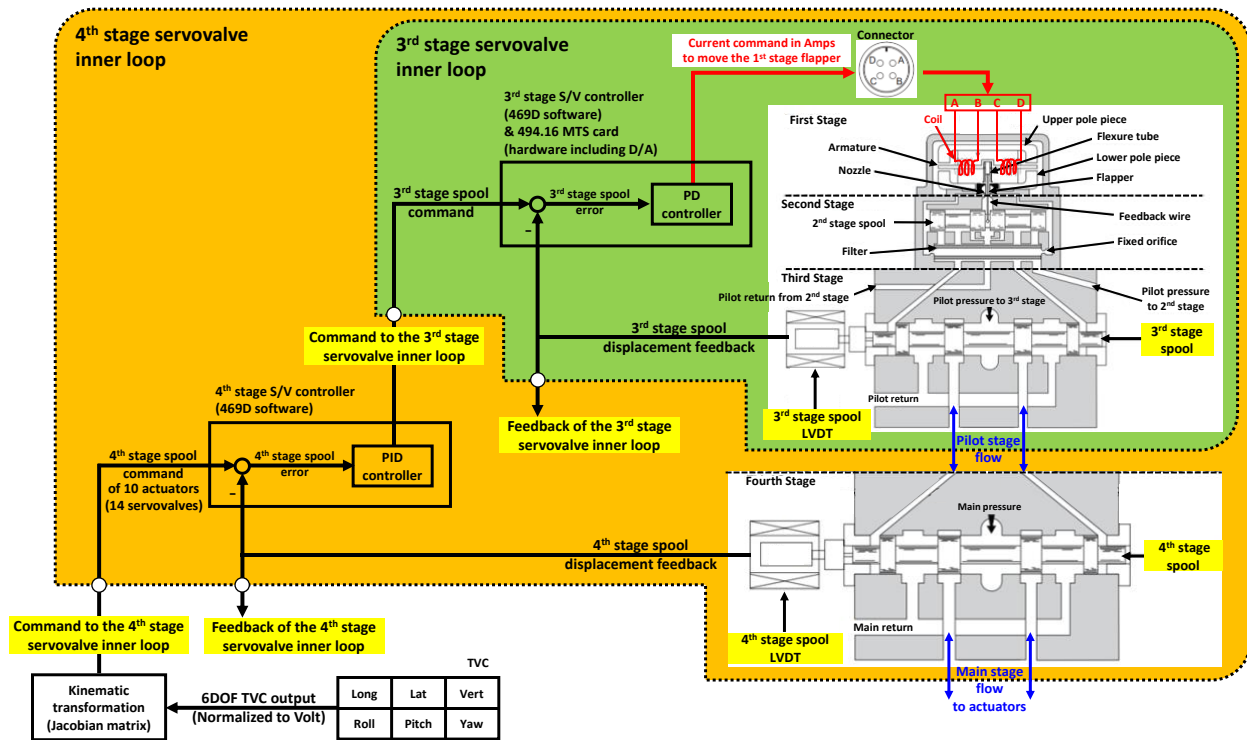 4th stage servovalve
inner loop
3rd stage servovalve
inner loop
Current command in Amps
to move the 1st stage flapper
Connector
D
A
C
B
A B C D
3rd stage S/V controller
(469D software)
& 494.16 MTS card
(hardware including D/A)
3rd stage spool
command
3rd stage spool
error
PD
controller
–
First Stage
Coil
Upper pole piece
Armature
Flexure tube
Lower pole piece
Nozzle
Flapper
Second Stage
2nd stage spool
Feedback wire
Filter
Fixed orifice
Third Stage
Pilot return from 2nd stage
Pilot pressure
to 2nd stage
Pilot pressure to 3rd stage
3rd stage spool
displacement feedback
3rd stage
spool
Command to the 3rd stage
servovalve inner loop
Pilot return
3rd stage spool
LVDT
Feedback of the 3rd stage
servovalve inner loop
Pilot stage
flow
4th stage S/V controller
(469D software)
4th stage spool
command
of 10 actuators
(14 servovalves)
4th stage spool
error
PID
controller
–
Fourth Stage
Main pressure
4th stage spool
displacement feedback
4th stage
spool
Command to the 4th stage
servovalve inner loop
Feedback of the 4th stage
servovalve inner loop
Main return
4th stage spool
LVDT
Main stage
flow
to actuators
TVC
Kinematic
transformation
(Jacobian matrix)
6DOF TVC output
(Normalized to Volt)
Long Lat Vert
Roll Pitch Yaw